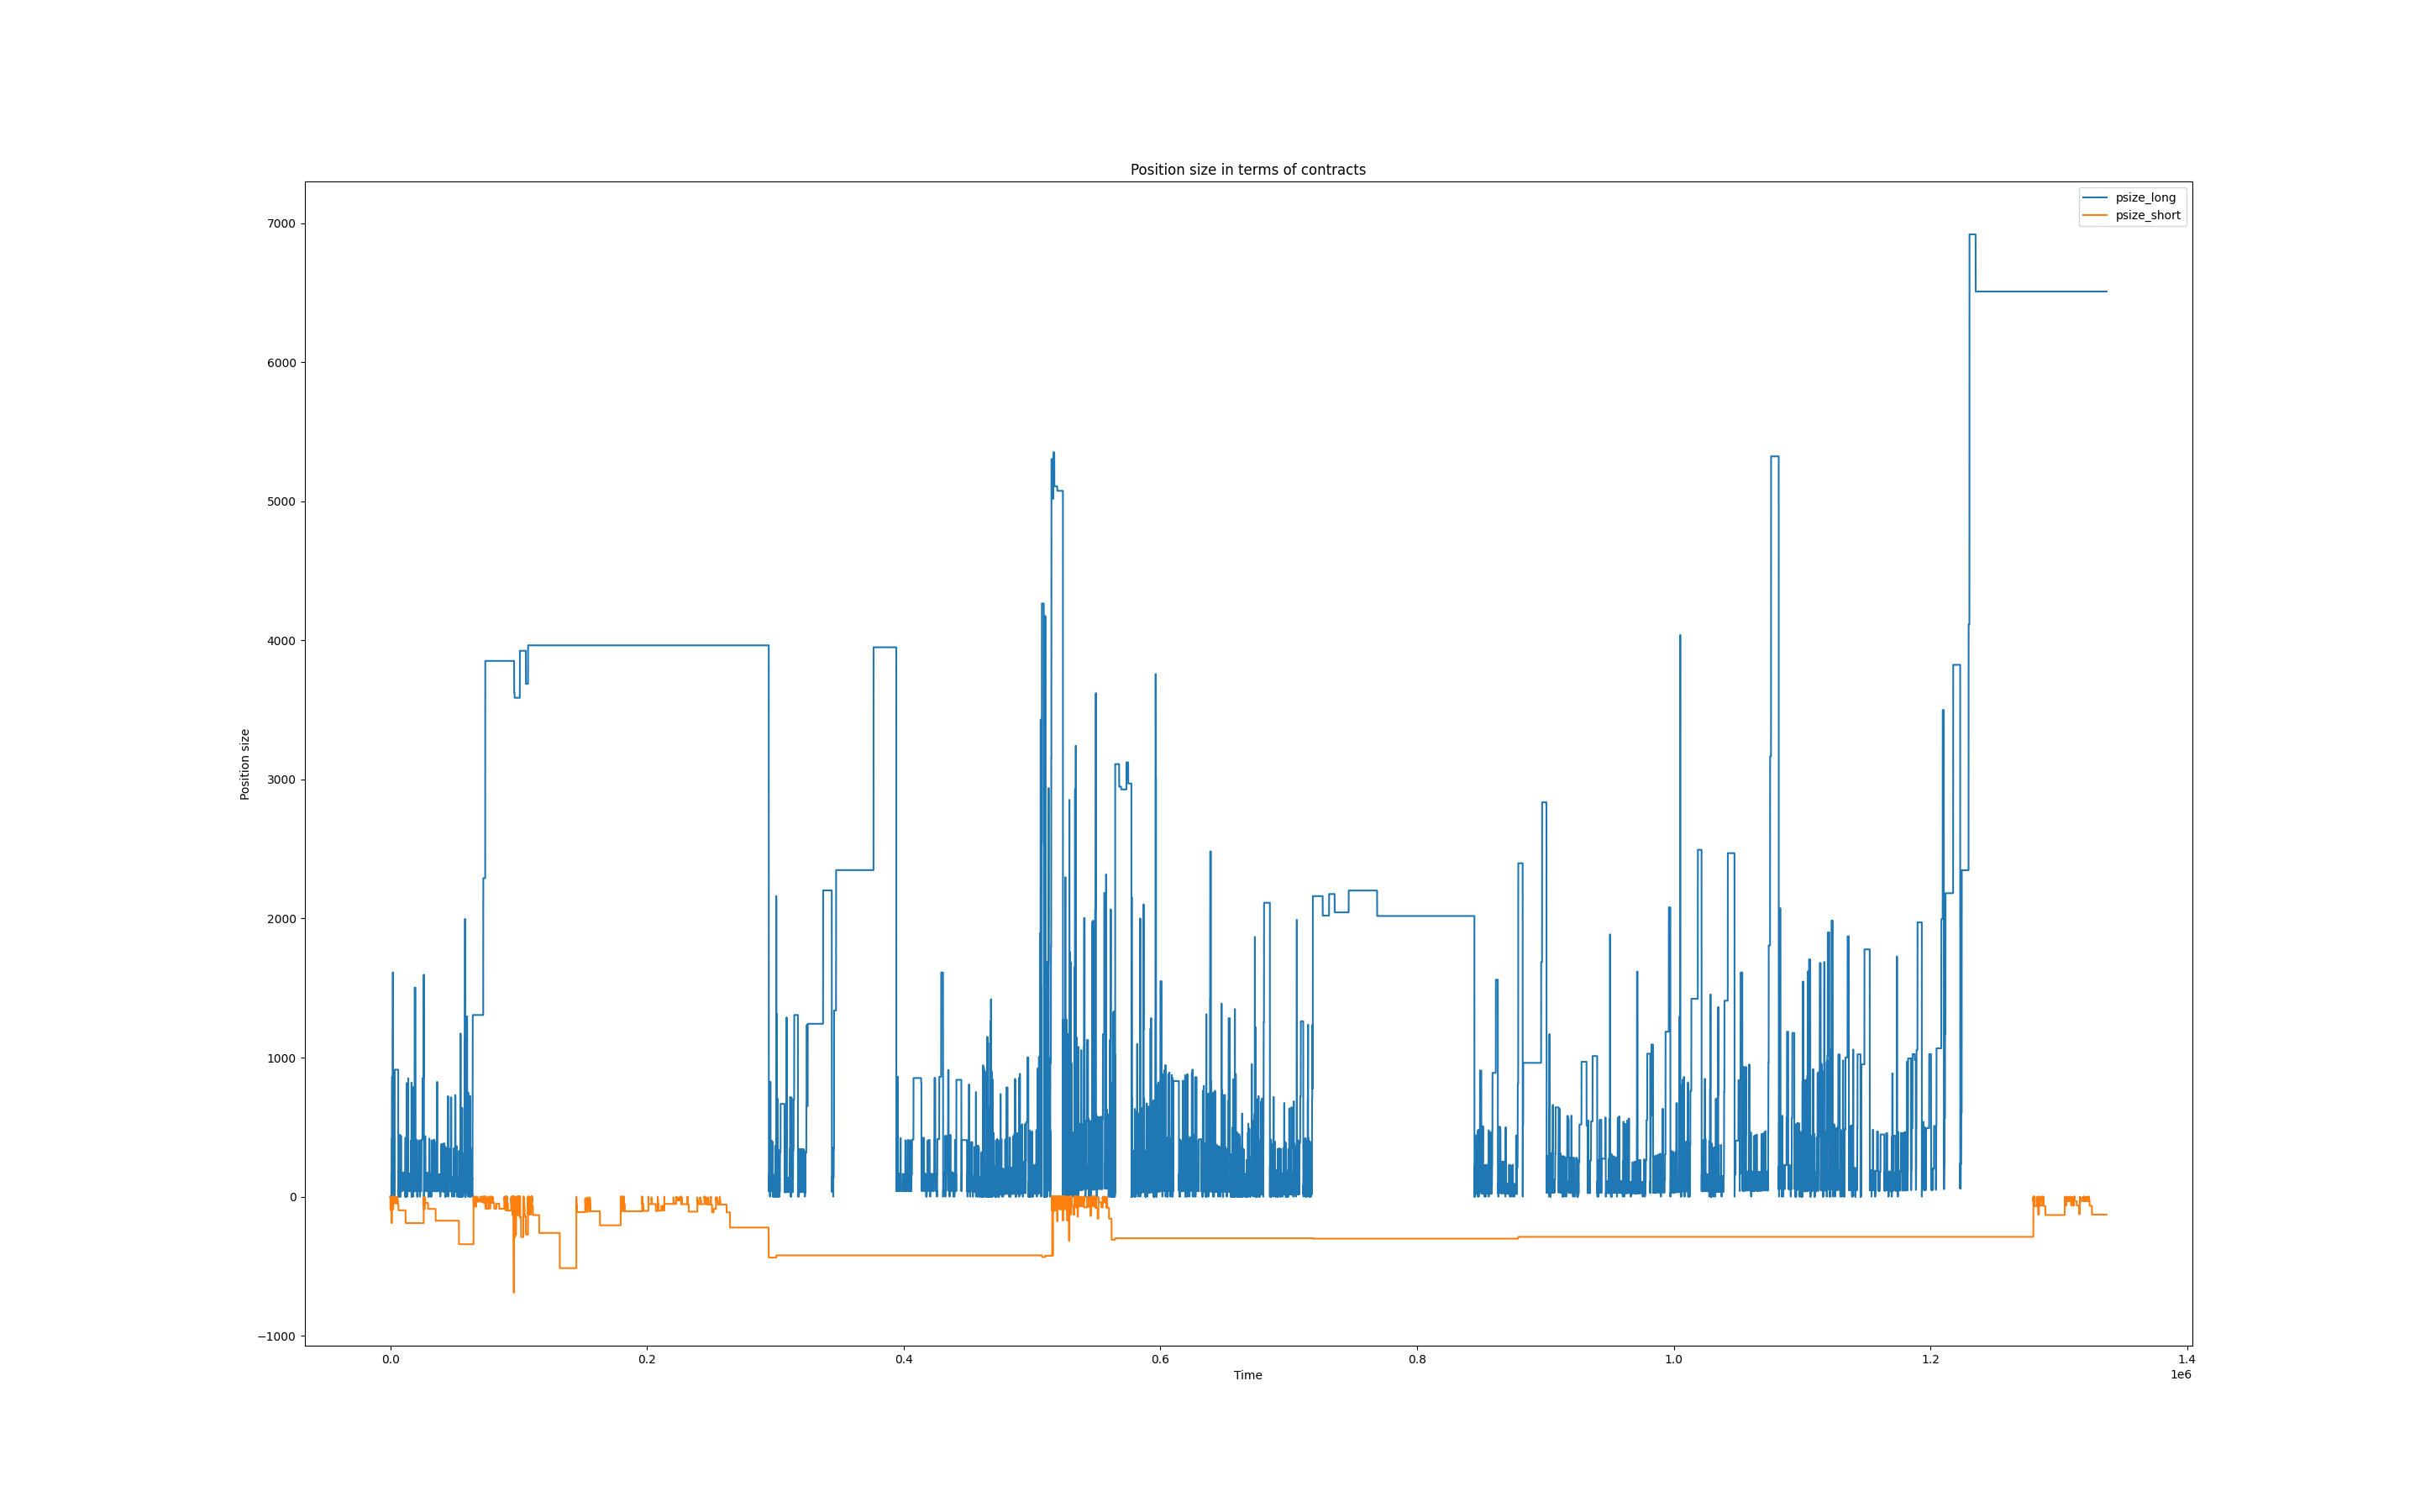 Position size in terms of contracts
psize_long
psize_short
7000
6000
5000
4000
3000
2000
1000
0
−1000
Position size
0.0
0.2
0.4
0.6
0.8
1.0
1.2
1.4
1e6
Time